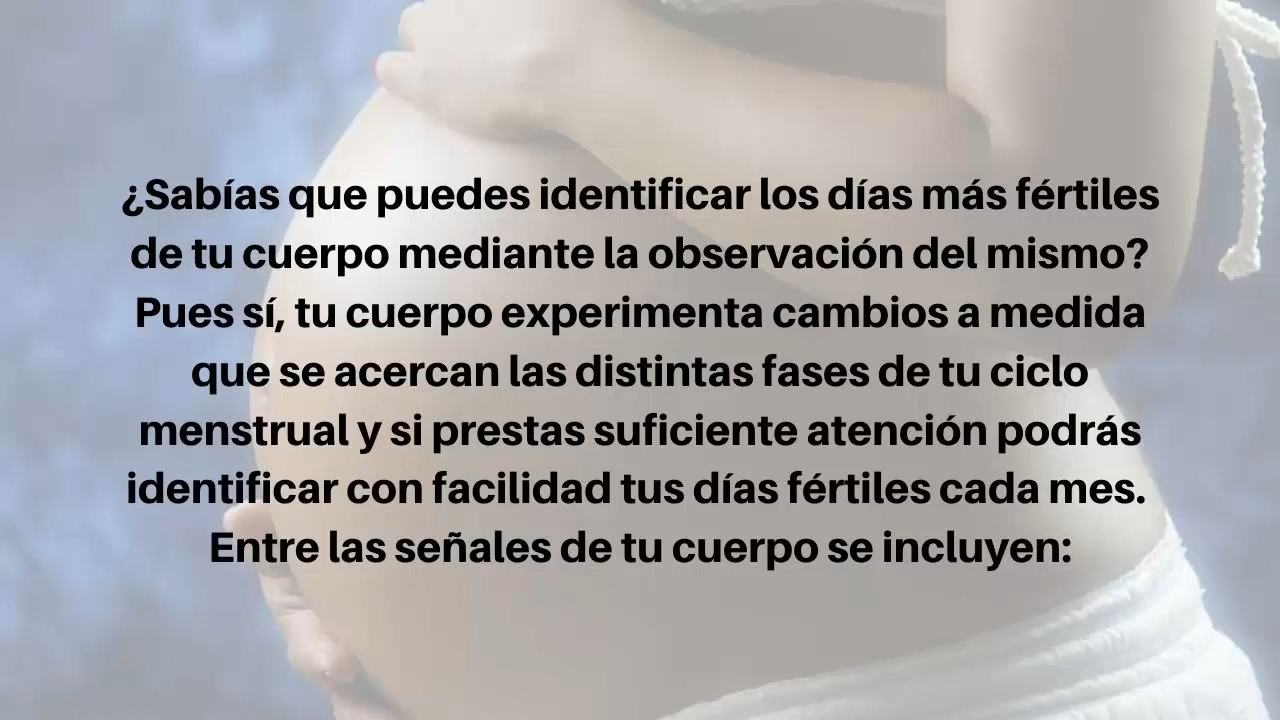 ¿Sabías que puedes identificar los días más fértiles
de tu cuerpo mediante la observación del mismo?
Pues sí, tu cuerpo experimenta cambios a medida
que se acercan las distintas fases de tu ciclo
menstrual y si prestas suficiente atención podrás
identificar con facilidad tus días fértiles cada mes.
Entre las señales de tu cuerpo se incluyen: